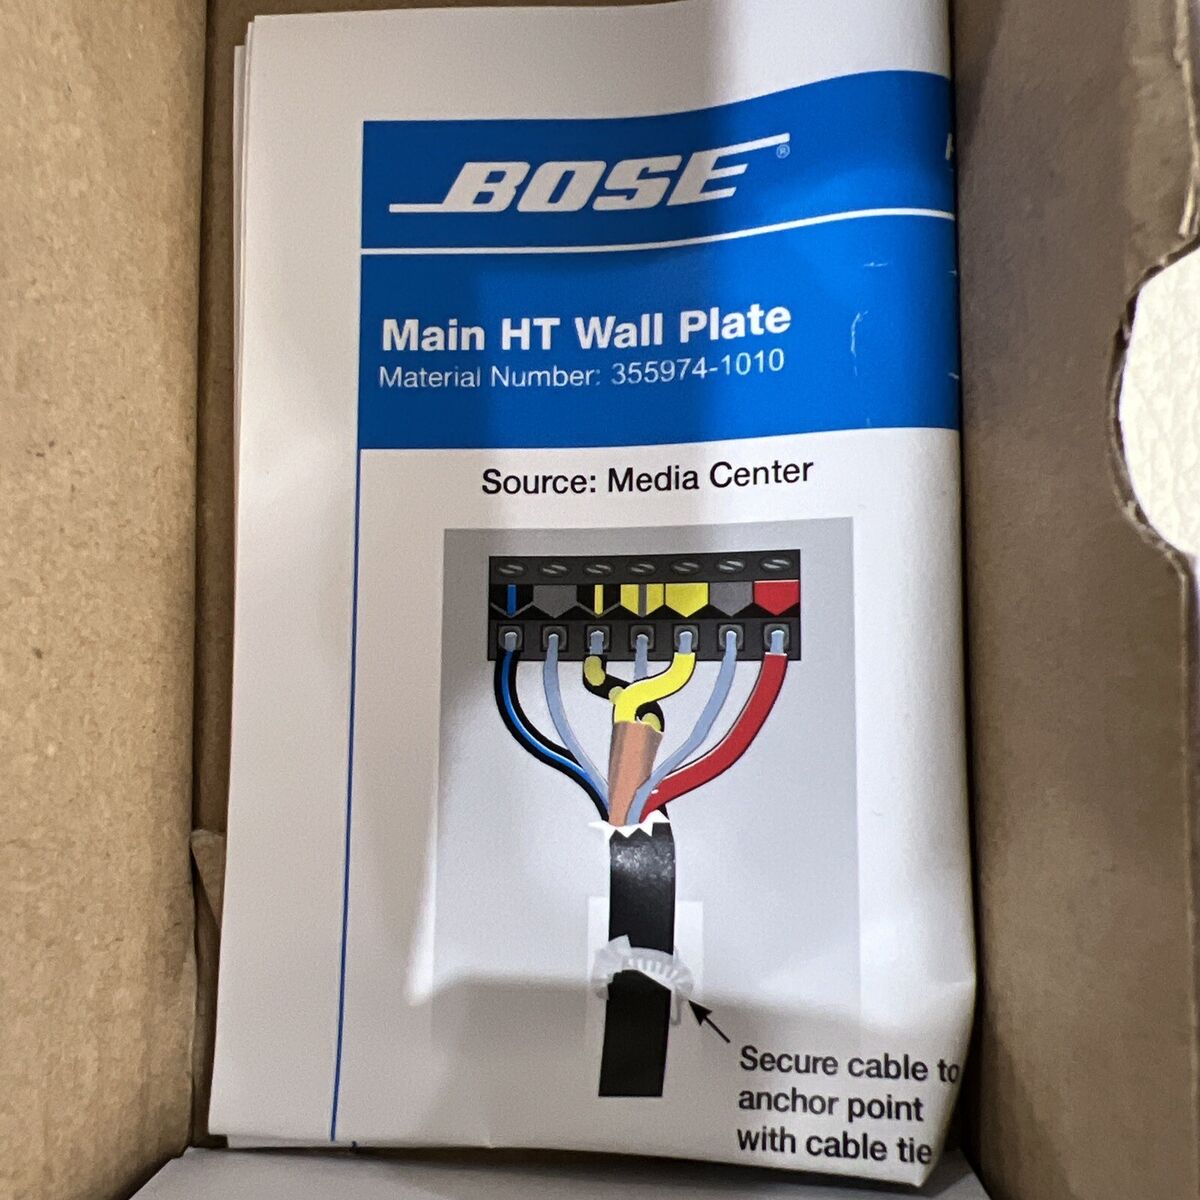 BOSE®
Main HT Wall Plate
Material Number: 355974-1010
Source: Media Center
Secure cable to
anchor point
with cable tie